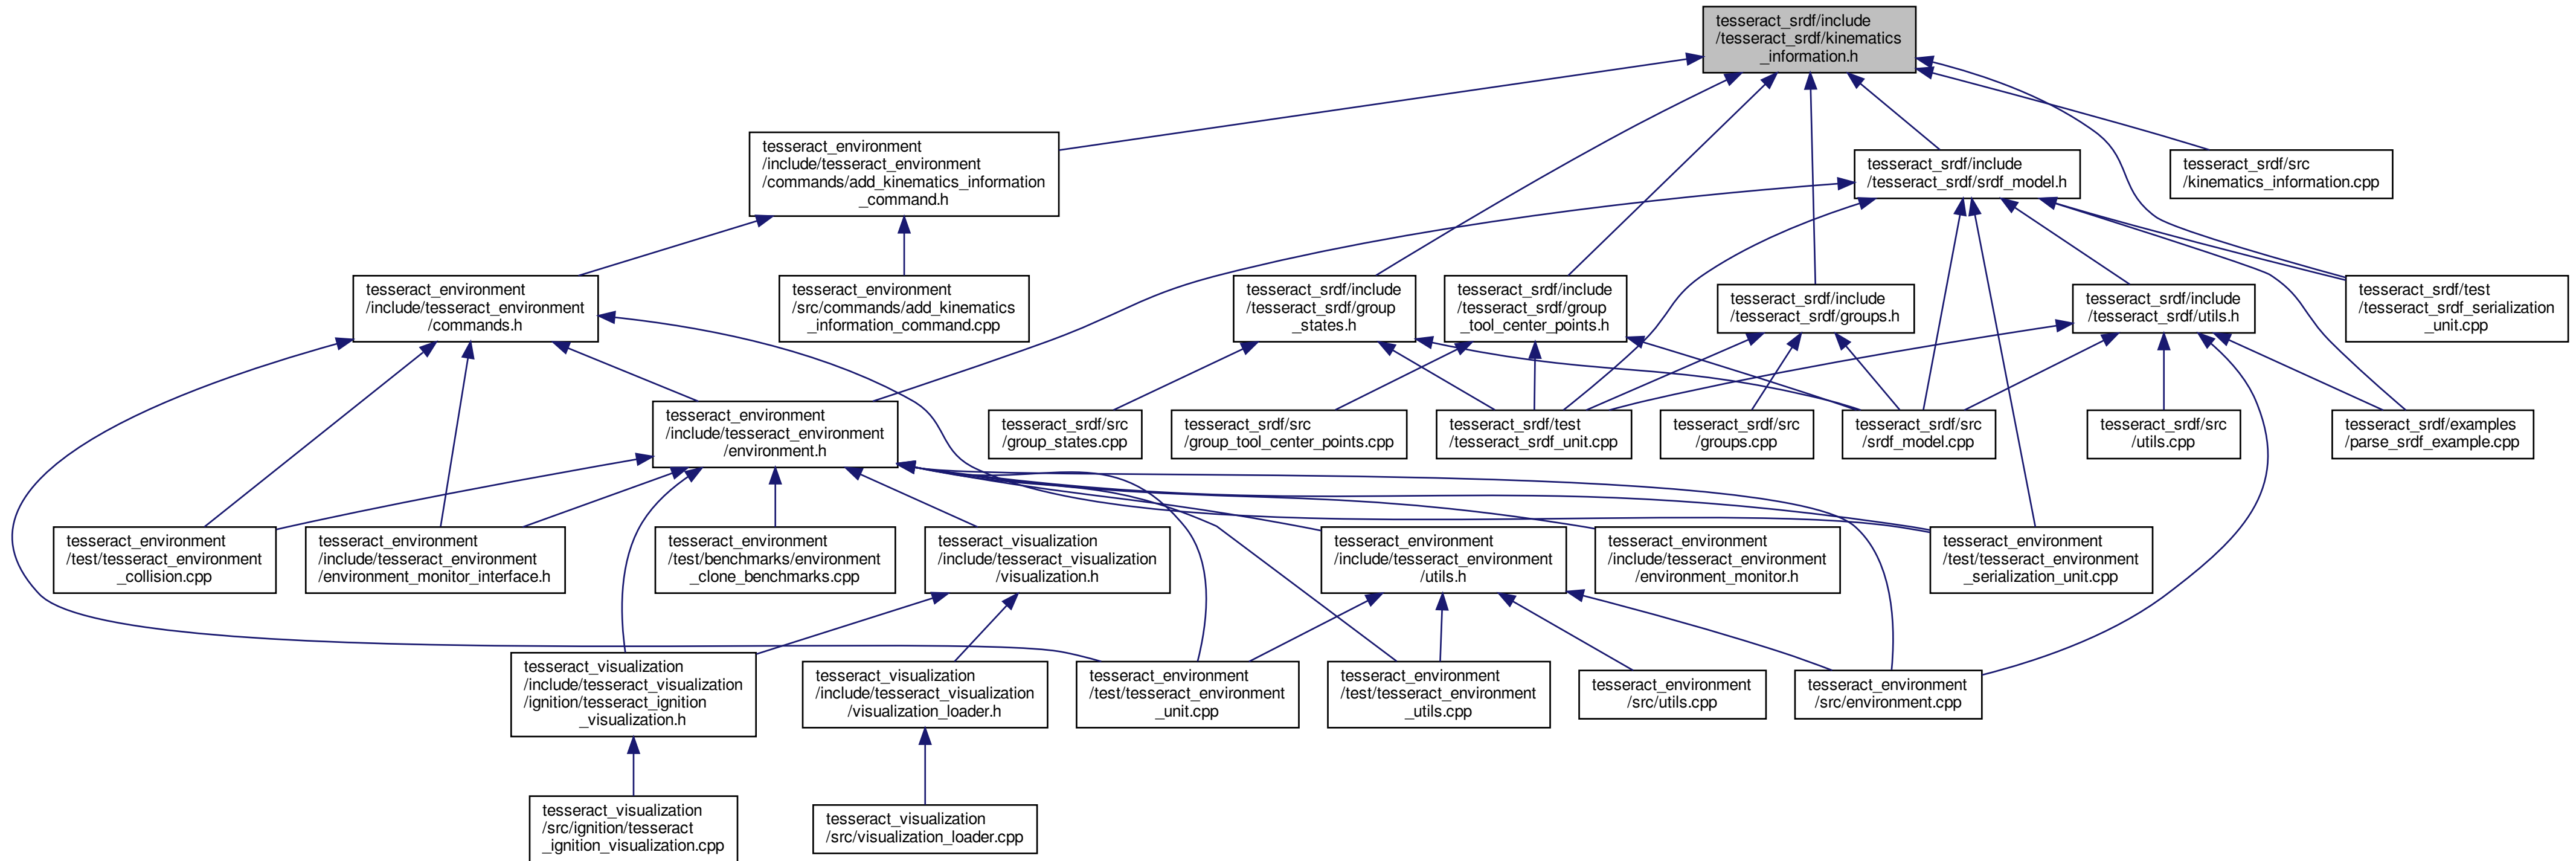 tesseract_srdf/include
/tesseract_srdf/kinematics
_information.h
tesseract_environment
/include/tesseract_environment
/commands/add_kinematics_information
_command.h
tesseract_srdf/include
/tesseract_srdf/srdf_model.h
tesseract_srdf/src
/kinematics_information.cpp
tesseract_environment
/include/tesseract_environment
/commands.h
tesseract_environment
/src/commands/add_kinematics
_information_command.cpp
tesseract_srdf/include
/tesseract_srdf/group
_states.h
tesseract_srdf/include
/tesseract_srdf/group
_tool_center_points.h
tesseract_srdf/include
/tesseract_srdf/groups.h
tesseract_srdf/include
/tesseract_srdf/utils.h
tesseract_srdf/test
/tesseract_srdf_serialization
_unit.cpp
tesseract_environment
/include/tesseract_environment
/environment.h
tesseract_srdf/src
/group_states.cpp
tesseract_srdf/src
/group_tool_center_points.cpp
tesseract_srdf/test
/tesseract_srdf_unit.cpp
tesseract_srdf/src
/groups.cpp
tesseract_srdf/src
/srdf_model.cpp
tesseract_srdf/src
/utils.cpp
tesseract_srdf/examples
/parse_srdf_example.cpp
tesseract_environment
/test/tesseract_environment
_collision.cpp
tesseract_environment
/include/tesseract_environment
/environment_monitor_interface.h
tesseract_environment
/test/benchmarks/environment
_clone_benchmarks.cpp
tesseract_visualization
/include/tesseract_visualization
/visualization.h
tesseract_environment
/include/tesseract_environment
/utils.h
tesseract_environment
/include/tesseract_environment
/environment_monitor.h
tesseract_environment
/test/tesseract_environment
_serialization_unit.cpp
tesseract_visualization
/include/tesseract_visualization
/ignition/tesseract_ignition
_visualization.h
tesseract_visualization
/include/tesseract_visualization
/visualization_loader.h
tesseract_environment
/test/tesseract_environment
_unit.cpp
tesseract_environment
/test/tesseract_environment
_utils.cpp
tesseract_environment
/src/utils.cpp
tesseract_environment
/src/environment.cpp
tesseract_visualization
/src/ignition/tesseract
_ignition_visualization.cpp
tesseract_visualization
/src/visualization_loader.cpp